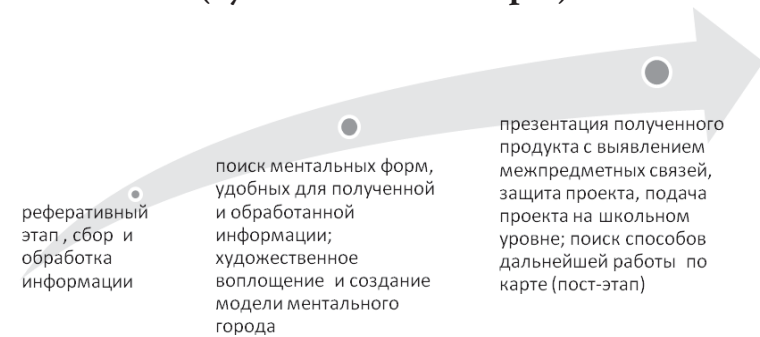 реферативный
этап , сбор и
обработка
информации
поиск ментальных форм,
удобных для полученной
и обработанной
информации;
художественное
воплощение и создание
модели ментального
города
презентация полученного
продукта с выявлением
межпредметных связей,
защита проекта, подача
проекта на школьном
уровне; поиск способов
дальнейшей работы по
карте (пост-этап)